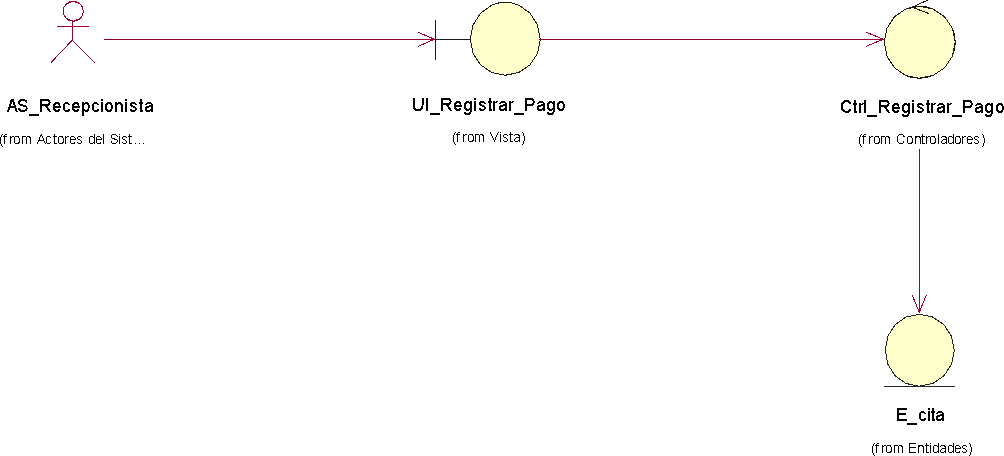 AS_Recepcionista
(from Actores del Sist...
UI_Registrar_Pago
(from Vista)
Ctrl_Registrar_Pago
(from Controladores)
E_cita
(from Entidades)